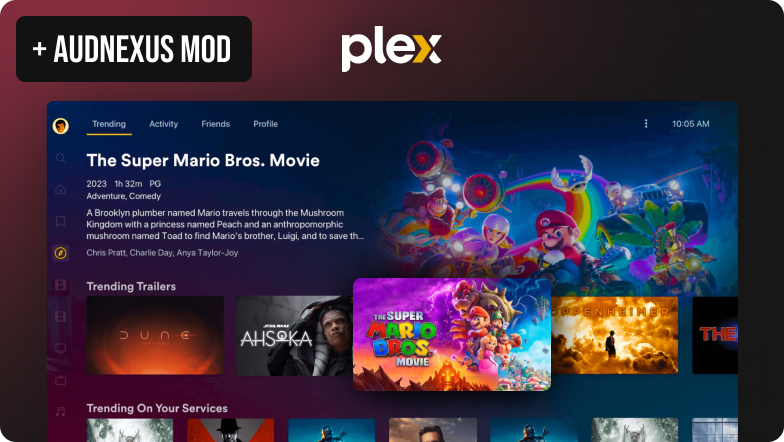 + AUDNEXUS MOD
plex
Trending Activity Friends Profile
10:05 AM
The Super Mario Bros. Movie
2023 1h 32m PG
Adventure, Comedy
A Brooklyn plumber named Mario travels through the Mushroom
Kingdom with a princess named Peach and an anthropomorphic
mushroom named Toad to find Mario's brother, Luigi, and to save th...
Chris Pratt, Charlie Day, Anya Taylor-Joy
Trending Trailers
DUNE
STAR WARS
AHSOKA
THE SUPER
MARIO
BROS.
MOVIE
OPPENHEIMER
THE
Trending On Your Services